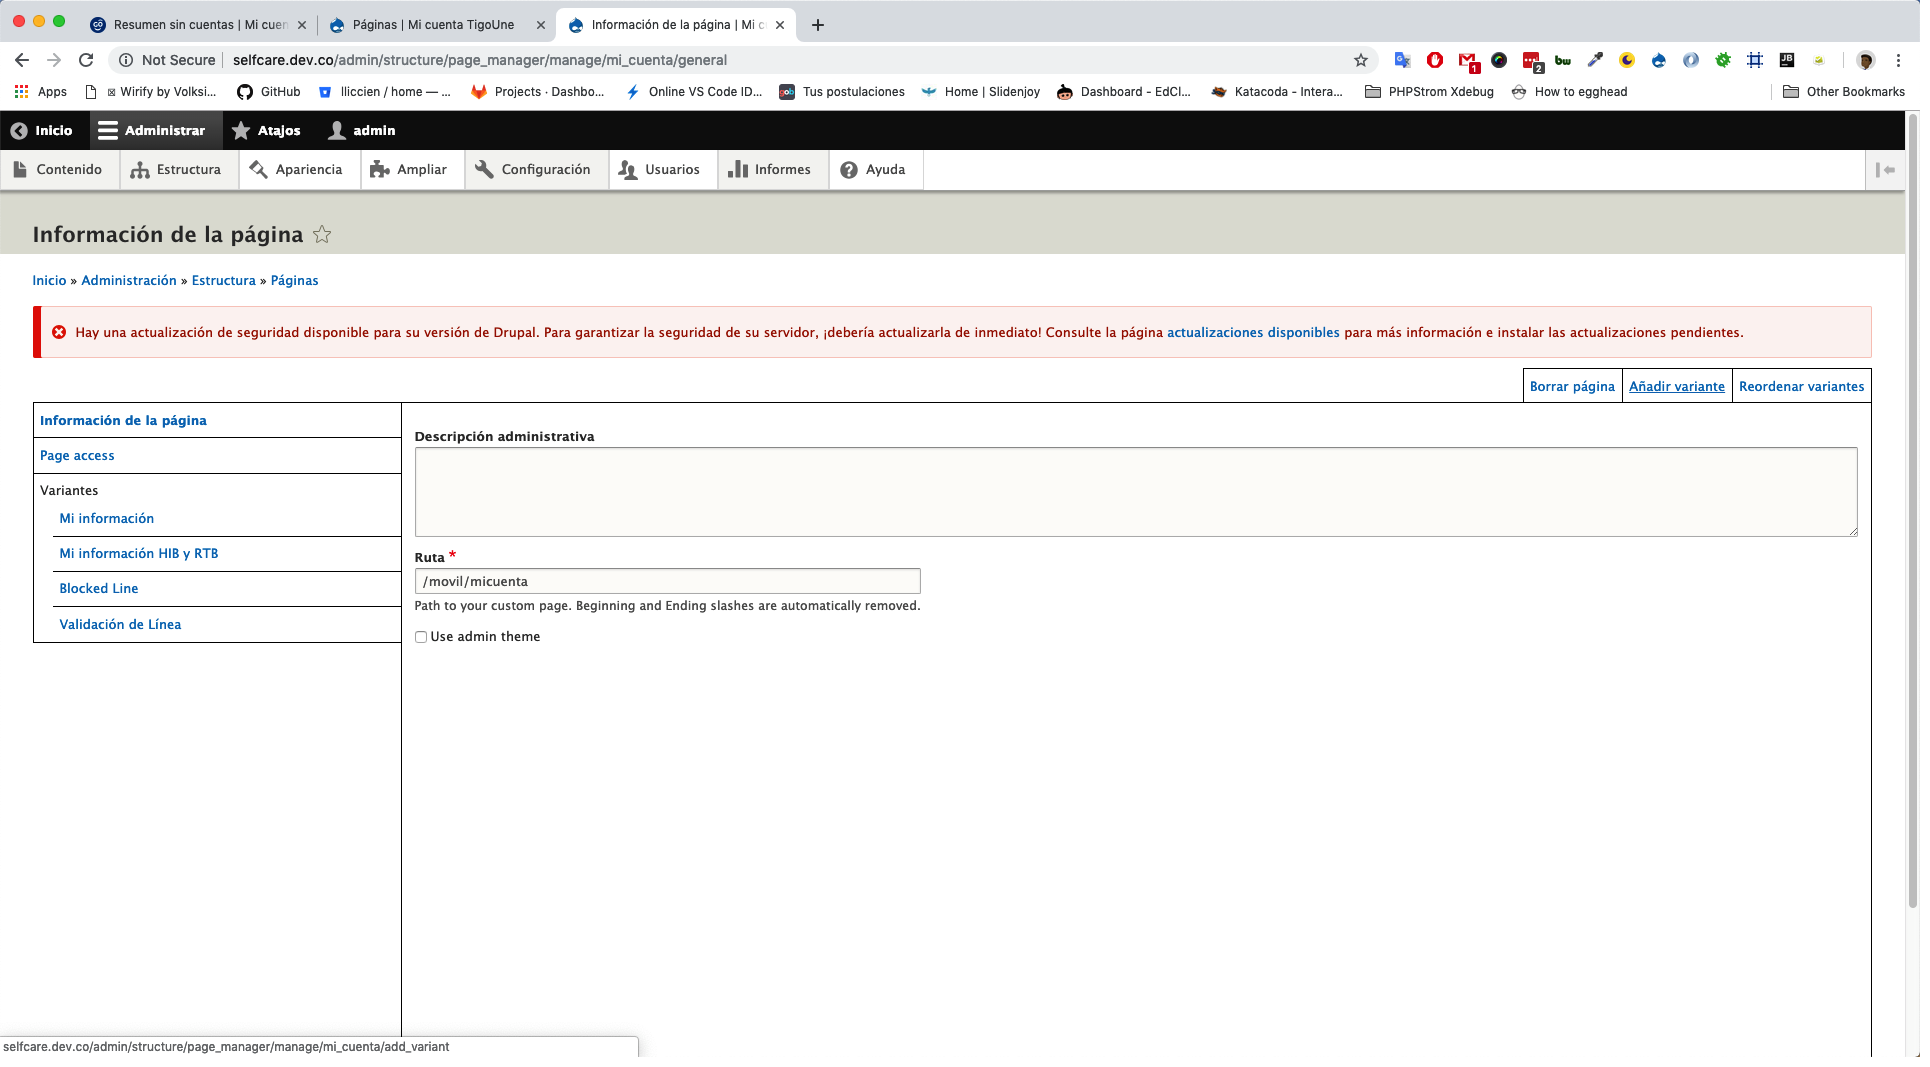 Resumen sin cuentas | Mi cuen
Páginas | Mi cuenta TigoUne
Información de la página | Mi c
Not Secure
selfcare.dev.co/admin/structure/page_manager/manage/mi_cuenta/general
1
2
bw
JB
Apps
Wirify by Volksi...
GitHub
lliccien / home — ...
Projects · Dashbo...
Online VS Code ID...
Tus postulaciones
Home | Slidenjoy
Dashboard - EdCl...
Katacoda - Intera...
PHPStrom Xdebug
How to egghead
Other Bookmarks
Inicio
Administrar
Atajos
admin
Contenido
Estructura
Apariencia
Ampliar
Configuración
Usuarios
Informes
Ayuda
Información de la página
Inicio » Administración » Estructura » Páginas
Hay una actualización de seguridad disponible para su versión de Drupal. Para garantizar la seguridad de su servidor, ¡debería actualizarla de inmediato! Consulte la página actualizaciones disponibles para más información e instalar las actualizaciones pendientes.
Borrar página
Añadir variante
Reordenar variantes
Información de la página
Page access
Variantes
Mi información
Mi información HIB y RTB
Blocked Line
Validación de Línea
Descripción administrativa
Ruta *
/movil/micuenta
Path to your custom page. Beginning and Ending slashes are automatically removed.
Use admin theme
selfcare.dev.co/admin/structure/page_manager/manage/mi_cuenta/add_variant